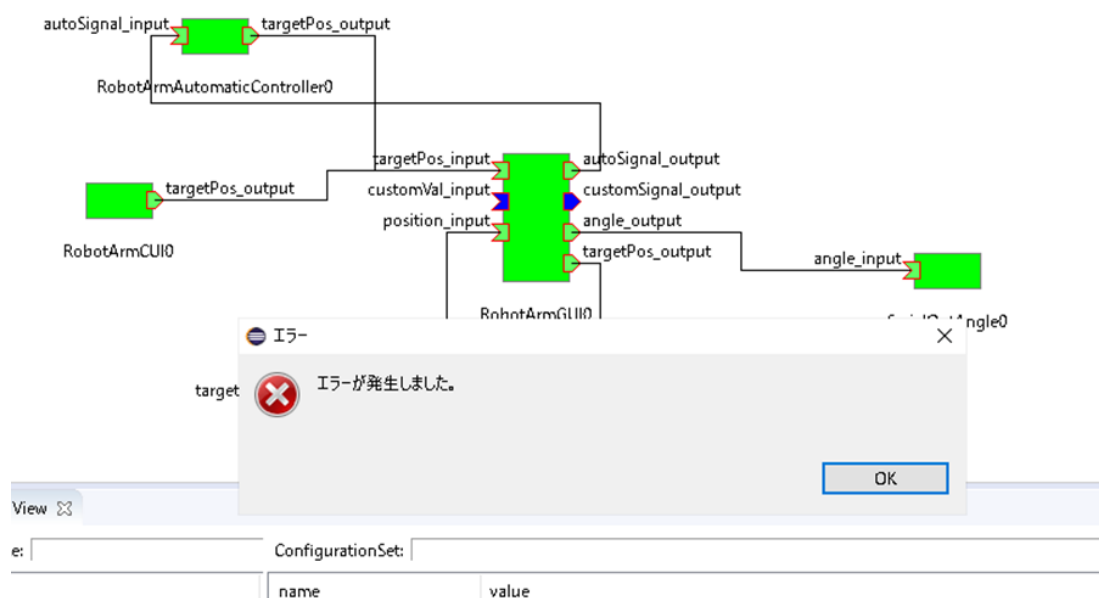 autoSignal_input
targetPos_output
RobotArmAutomaticController0
targetPos_input
autoSignal_output
targetPos_output
customVal_input
customSignal_output
position_input
angle_output
RobotArmCUI0
targetPos_output
angle_input
RobotArmGUI0
ngle0
エラー
エラーが発生しました。
target
OK
View
e:
ConfigurationSet:
name
value